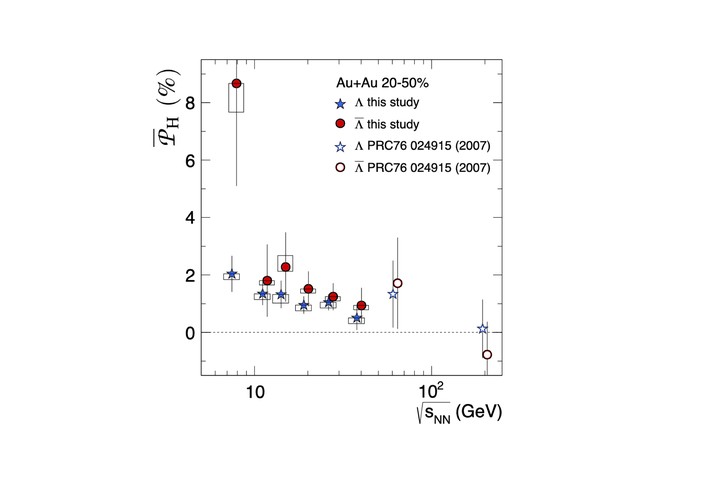 Au+Au 20-50%
Λ this study
Λ̅ this study
Λ PRC76 024915 (2007)
Λ̅ PRC76 024915 (2007)
𝒫̅H (%)
8
6
4
2
0
10
10²
√sNN (GeV)